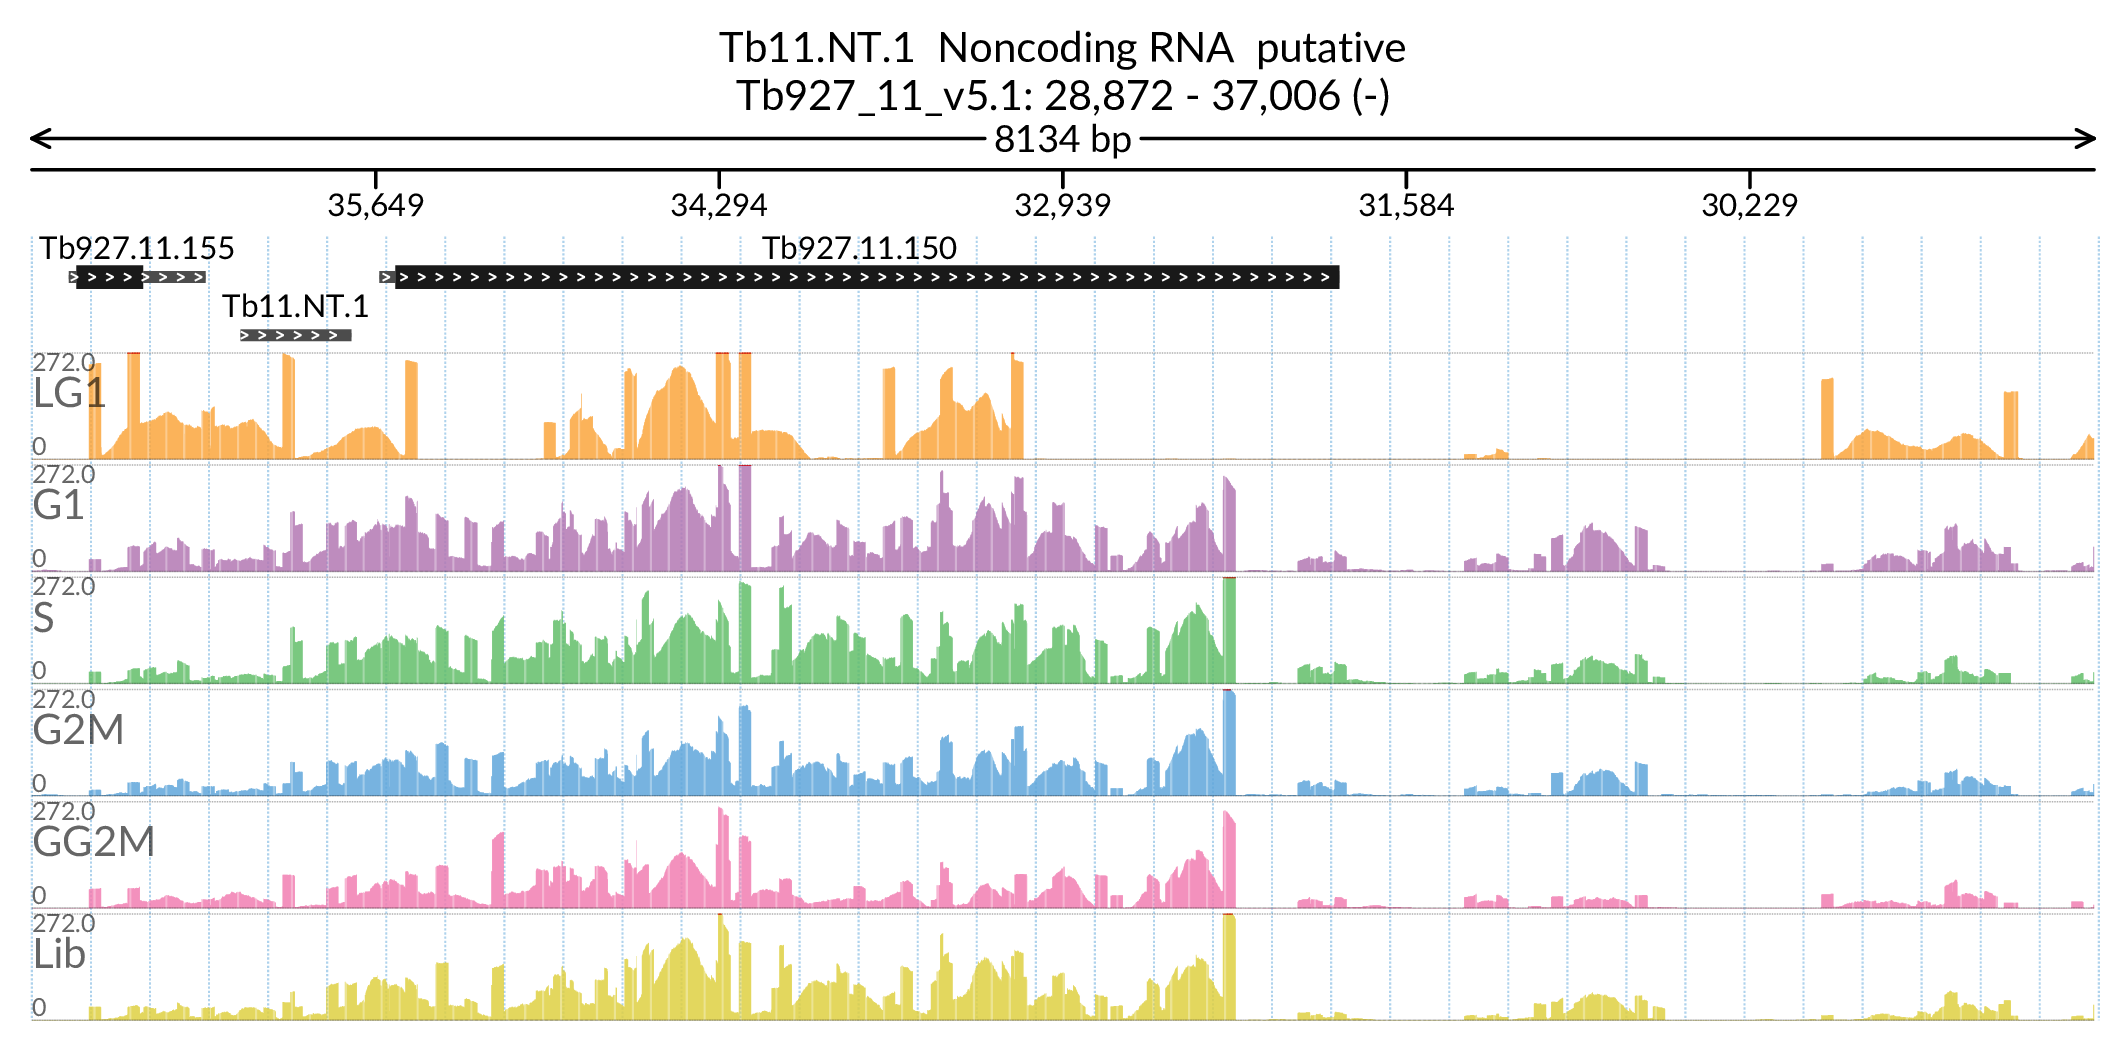 Tb11.NT.1 Noncoding RNA putative
Tb927_11_v5.1: 28,872 - 37,006 (-)
8134 bp
35,649 34,294 32,939 31,584 30,229
Tb927.11.155 Tb927.11.150
Tb11.NT.1
272.0
LG1
0
272.0
G1
0
272.0
S
0
272.0
G2M
0
272.0
GG2M
0
272.0
Lib
0